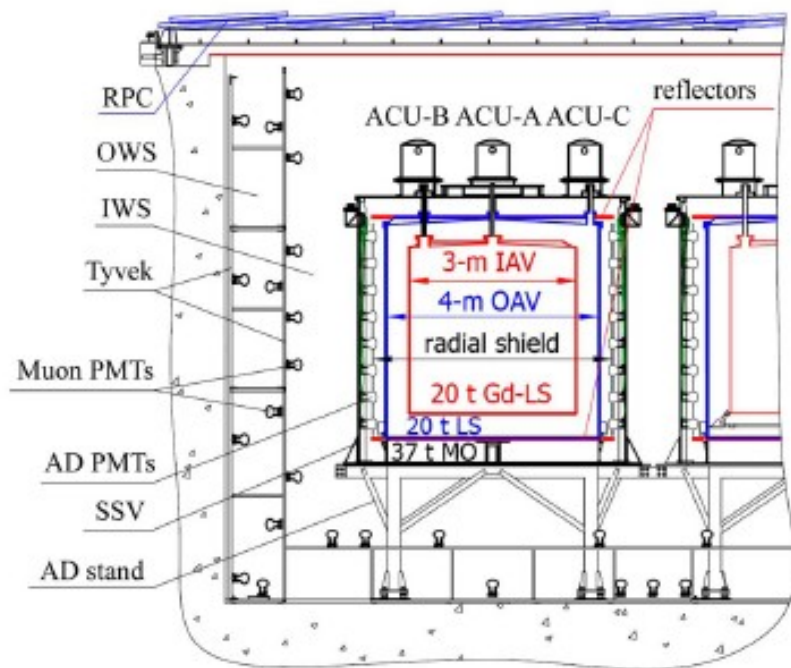 RPC
OWS
IWS
Tyvek
Muon PMTs
AD PMTs
SSV
AD stand
ACU-B ACU-A ACU-C
reflectors
3-m IAV
4-m OAV
radial shield
20 t Gd-LS
20 t LS
37 t MO